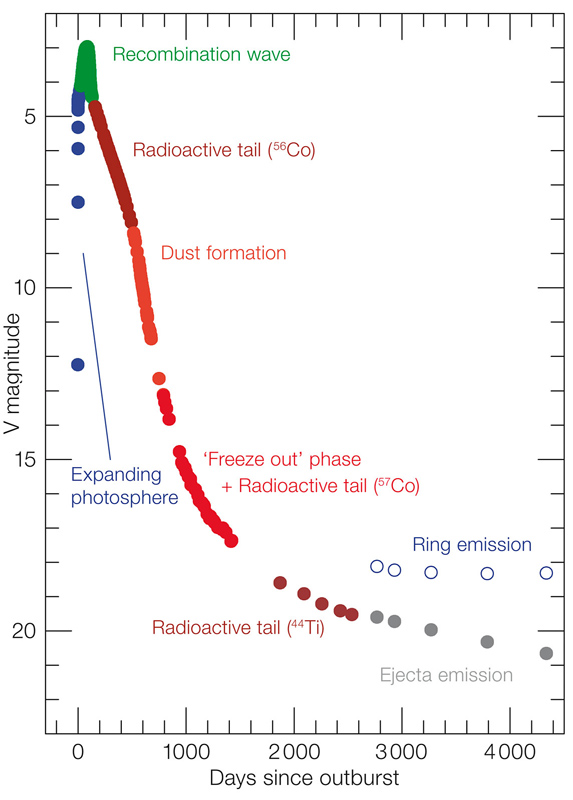 Recombination wave
5
Radioactive tail (⁵⁶Co)
Dust formation
10
V magnitude
15
'Freeze out' phase
+ Radioactive tail (⁵⁷Co)
Expanding
photosphere
Ring emission
Radioactive tail (⁴⁴Ti)
20
Ejecta emission
0 1000 2000 3000 4000
Days since outburst